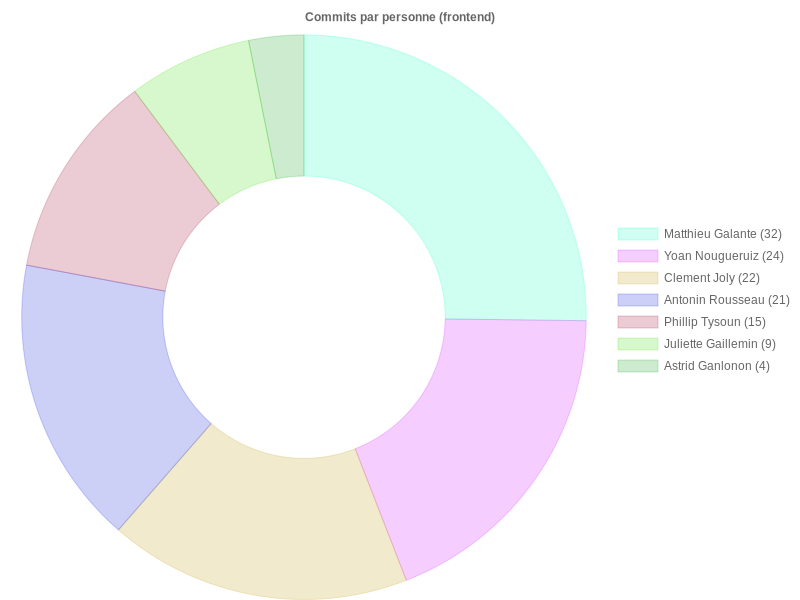 Commits par personne (frontend)
Matthieu Galante (32)
Yoan Nougueruiz (24)
Clement Joly (22)
Antonin Rousseau (21)
Phillip Tysoun (15)
Juliette Gaillemin (9)
Astrid Ganlonon (4)